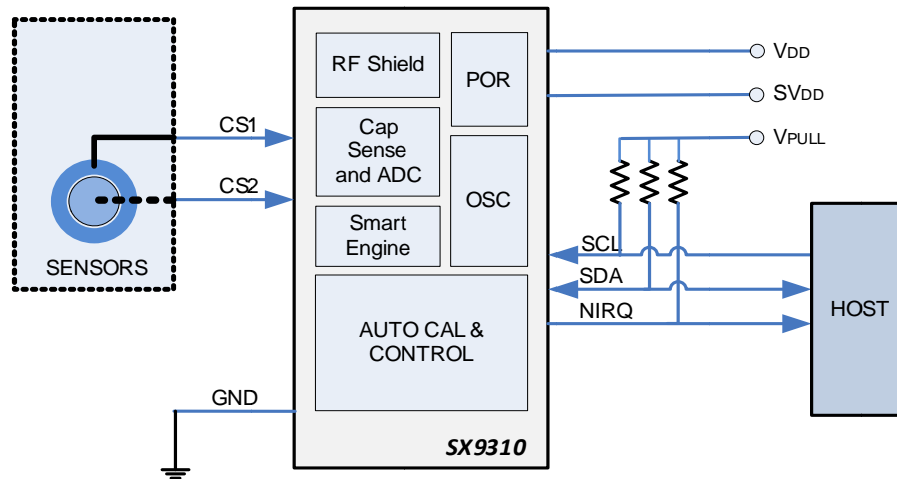 SENSORS
CS1
CS2
GND
RF Shield
Cap
Sense
and ADC
Smart
Engine
POR
OSC
AUTO CAL &
CONTROL
SX9310
VDD
SVDD
VPULL
SCL
SDA
NIRQ
HOST